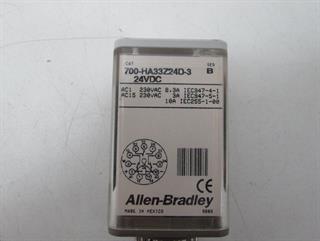 CAT SER
700-HA33Z24D-3 B
24VDC
AC1 230VAC 8.3A IEC947-4-1
AC15 230VAC 3A IEC947-5-1
10A IEC255-1-00
Allen-Bradley CE
MADE IN MEXICO